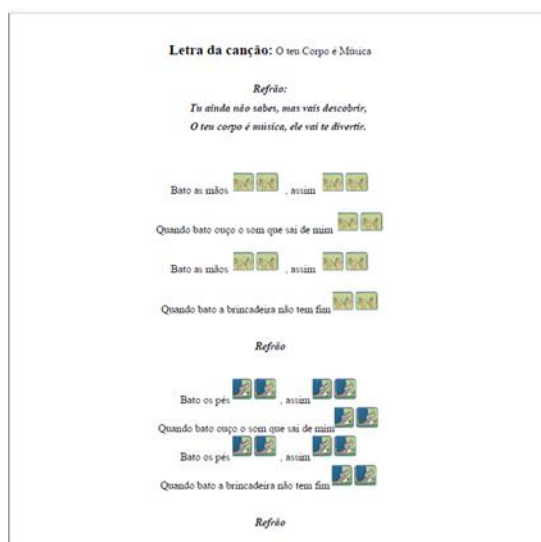 Letra da canção: O teu Corpo é Música
Refrão:
Tu ainda não sabes, mas vais descobrir,
O teu corpo é música, ele vai te divertir.
Bato as mãos , assim
Quando bato ouço o som que sai de mim
Bato as mãos , assim
Quando bato a brincadeira não tem fim
Refrão
Bato os pés , assim
Quando bato ouço o som que sai de mim
Bato os pés , assim
Quando bato a brincadeira não tem fim
Refrão